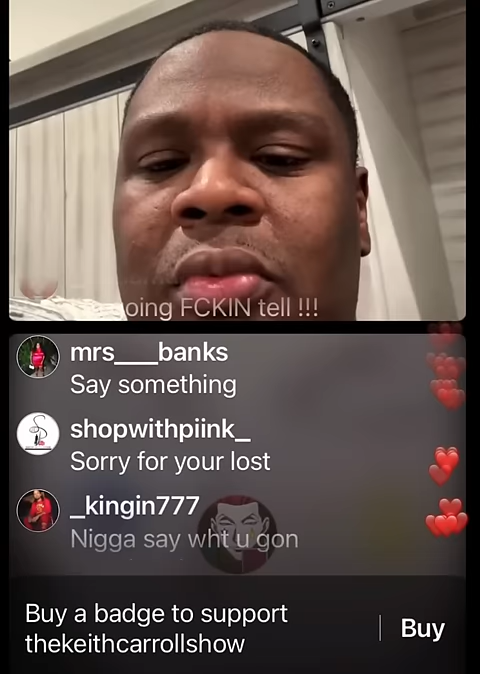 oing FCKIN tell !!!
mrs___banks
Say something
shopwithpiink_
Sorry for your lost
_kingin777
Nigga say wht u gon
Buy a badge to support
thekeithcarrollshow
Buy